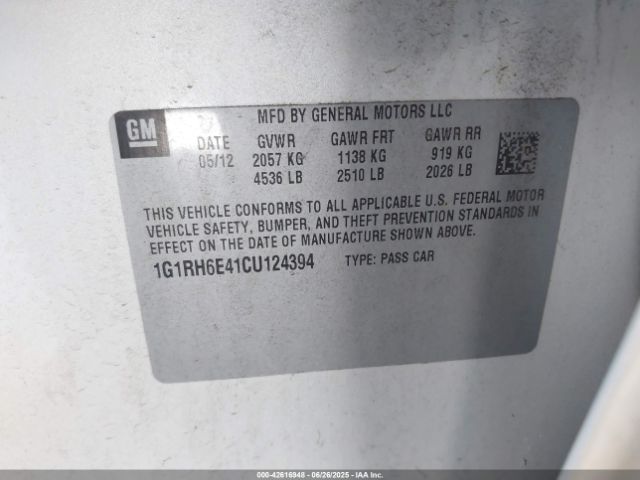 GM
MFD BY GENERAL MOTORS LLC
DATE GVWR GAWR FRT GAWR RR
05/12 2057 KG 1138 KG 919 KG
4536 LB 2510 LB 2026 LB
THIS VEHICLE CONFORMS TO ALL APPLICABLE U.S. FEDERAL MOTOR
VEHICLE SAFETY, BUMPER, AND THEFT PREVENTION STANDARDS IN
EFFECT ON THE DATE OF MANUFACTURE SHOWN ABOVE.
1G1RH6E41CU124394 TYPE: PASS CAR
000-42616948 - 06/26/2025 - IAAI.com